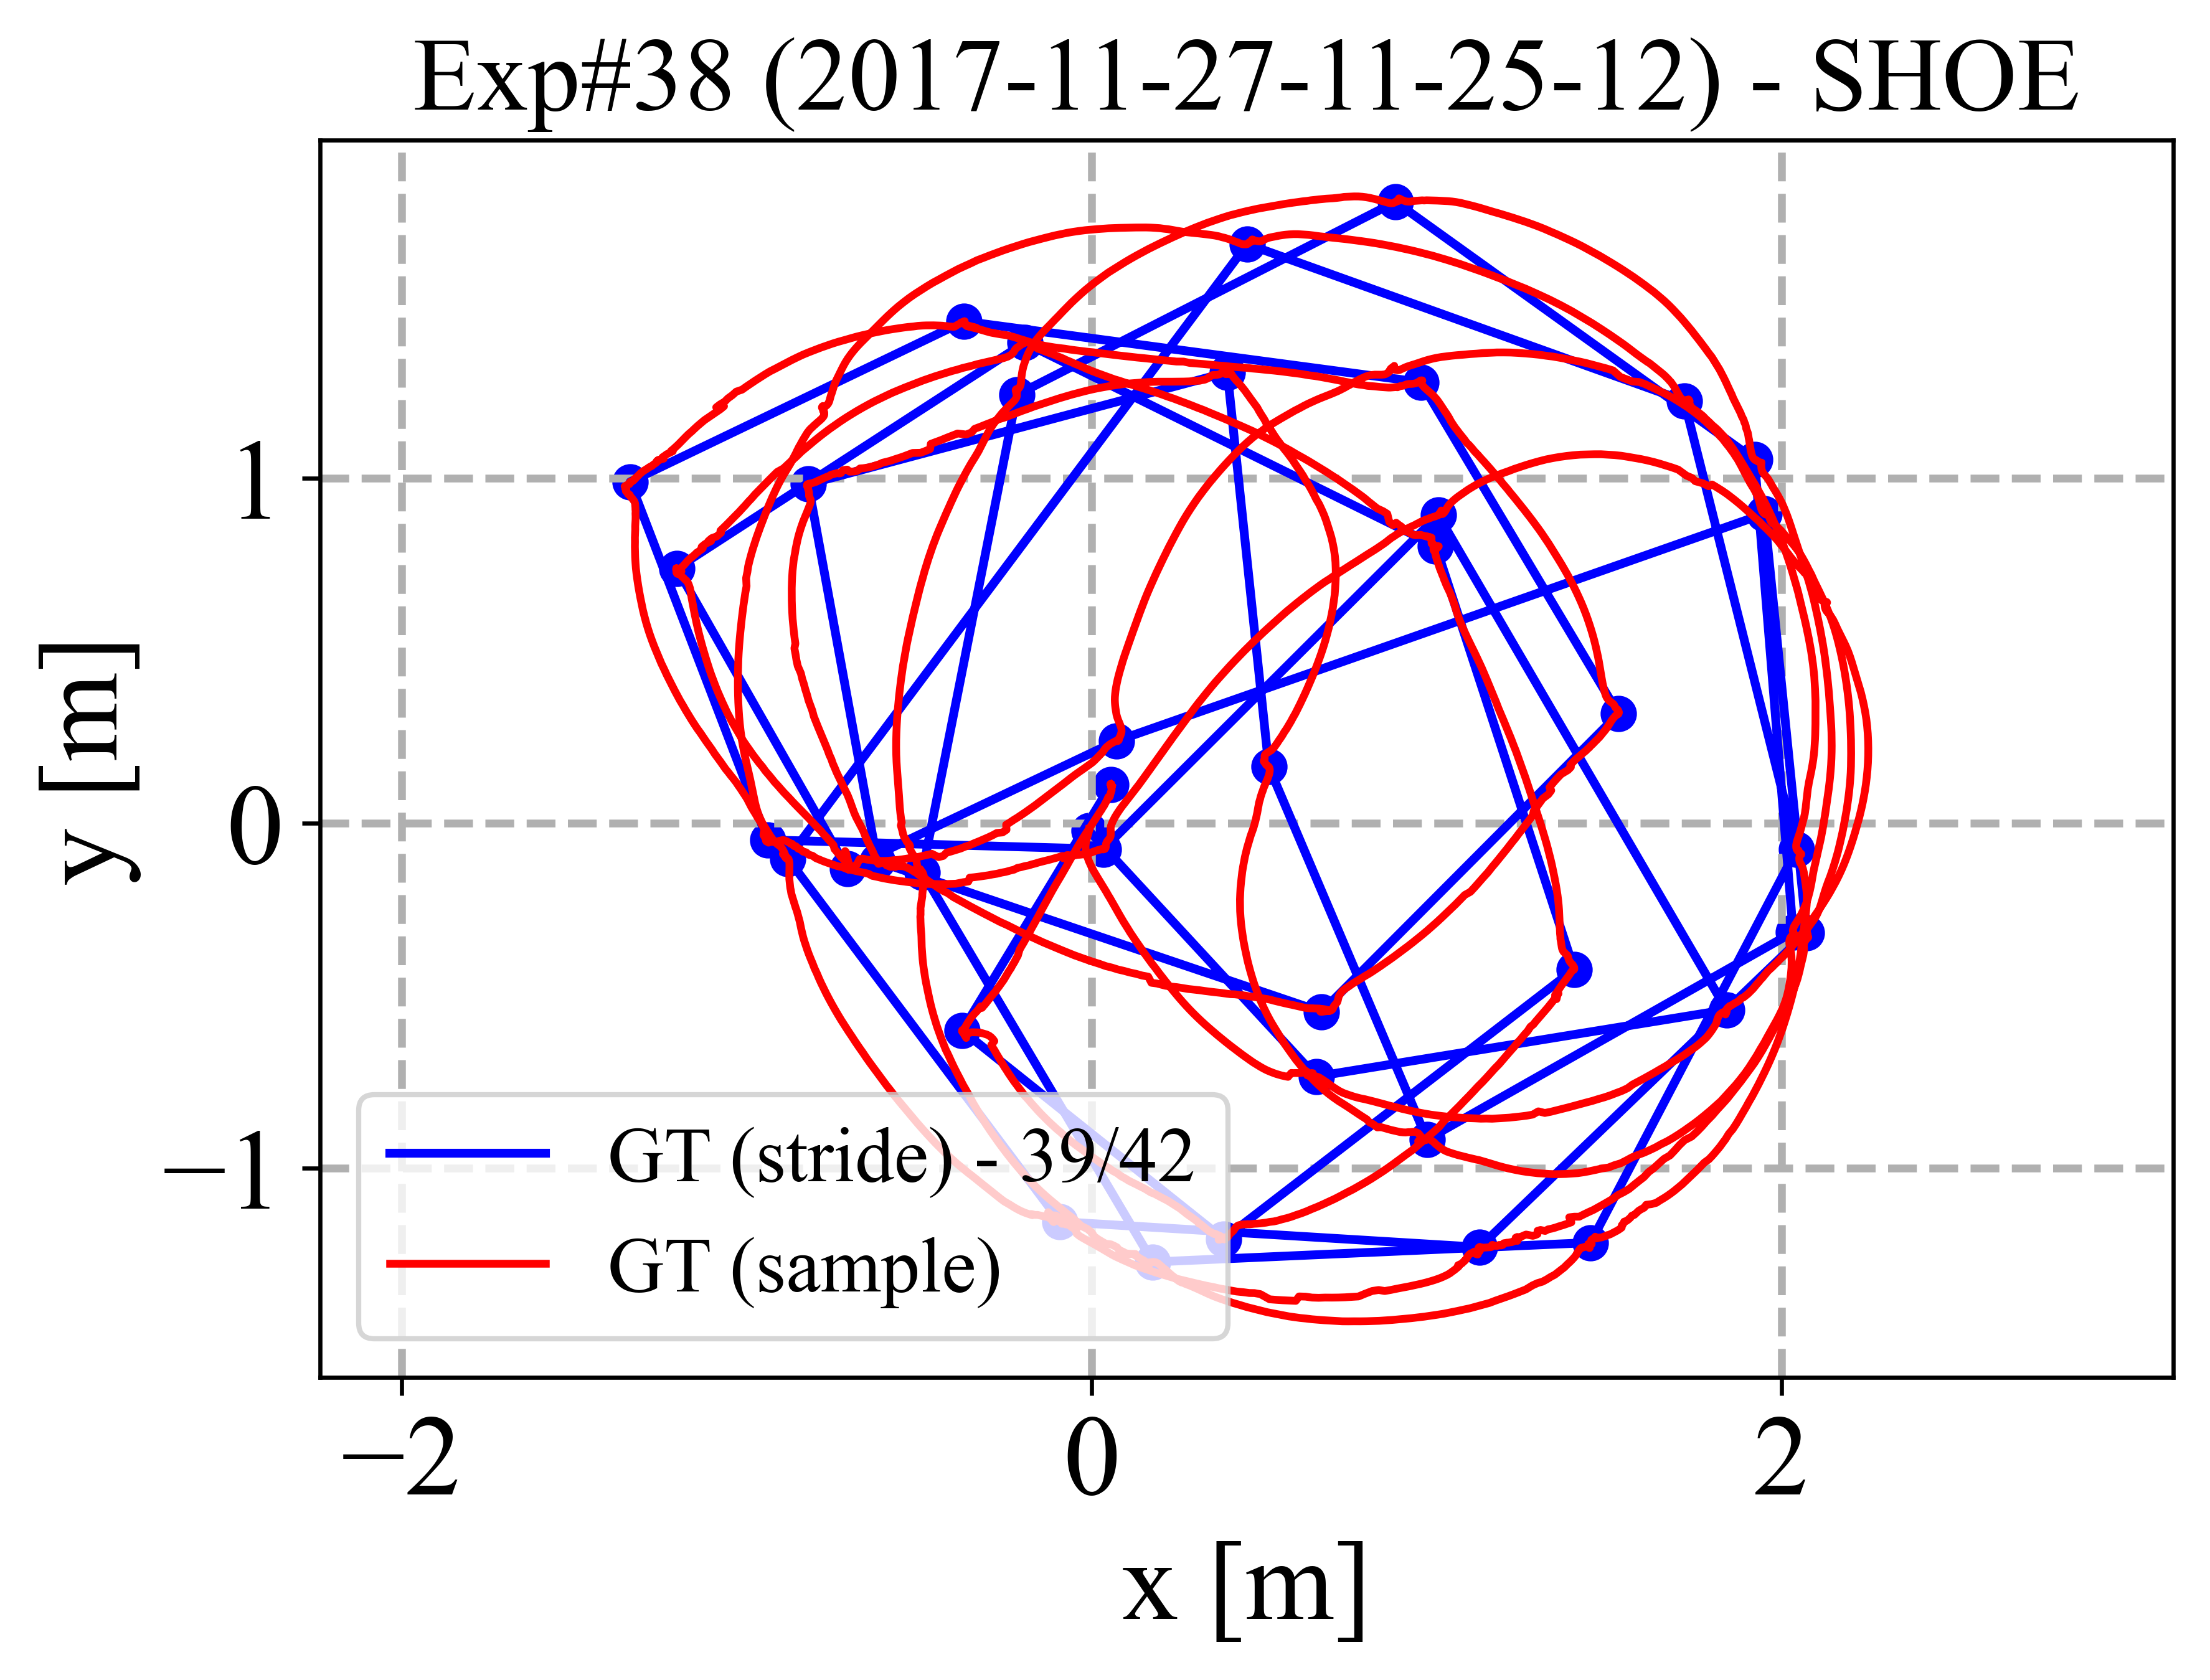 Exp#38 (2017-11-27-11-25-12) - SHOE
y [m]
1
0
−1
GT (stride) - 39/42
GT (sample)
−2
0
2
x [m]